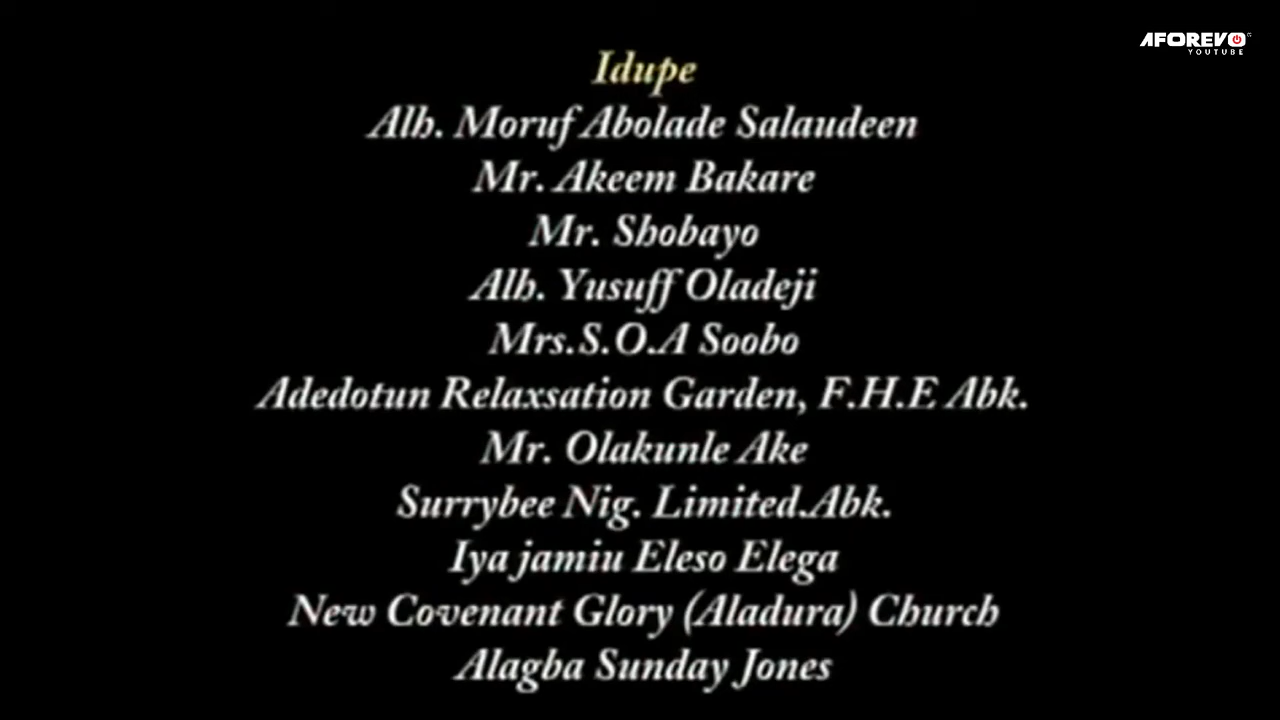 AFOREVO
YOUTUBE
Idupe
Alh. Moruf Abolade Salaudeen
Mr. Akeem Bakare
Mr. Shobayo
Alh. Yusuff Oladeji
Mrs.S.O.A Soobo
Adedotun Relaxsation Garden, F.H.E Abk.
Mr. Olakunle Ake
Surrybee Nig. Limited.Abk.
Iya jamiu Eleso Elega
New Covenant Glory (Aladura) Church
Alagba Sunday Jones